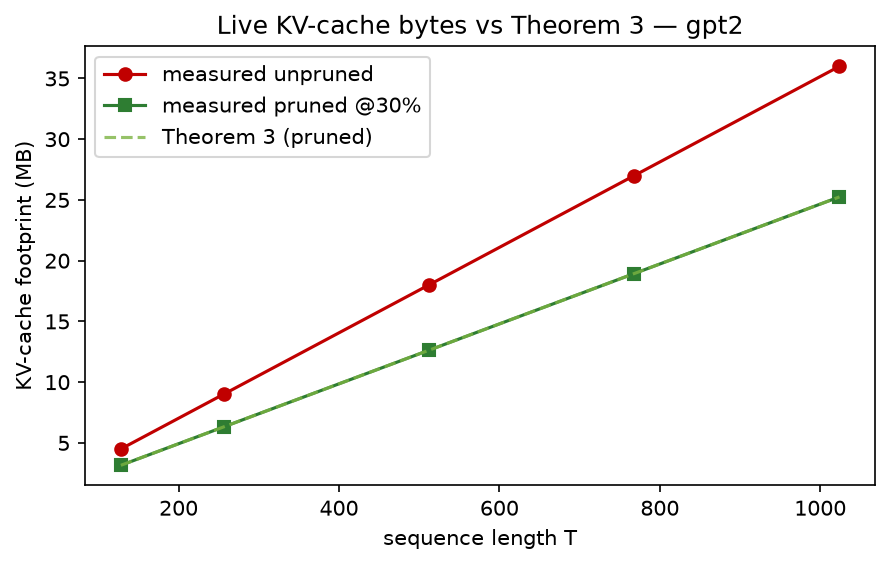 Live KV-cache bytes vs Theorem 3 — gpt2
measured unpruned
measured pruned @30%
Theorem 3 (pruned)
KV-cache footprint (MB)
35
30
25
20
15
10
5
200 400 600 800 1000
sequence length T